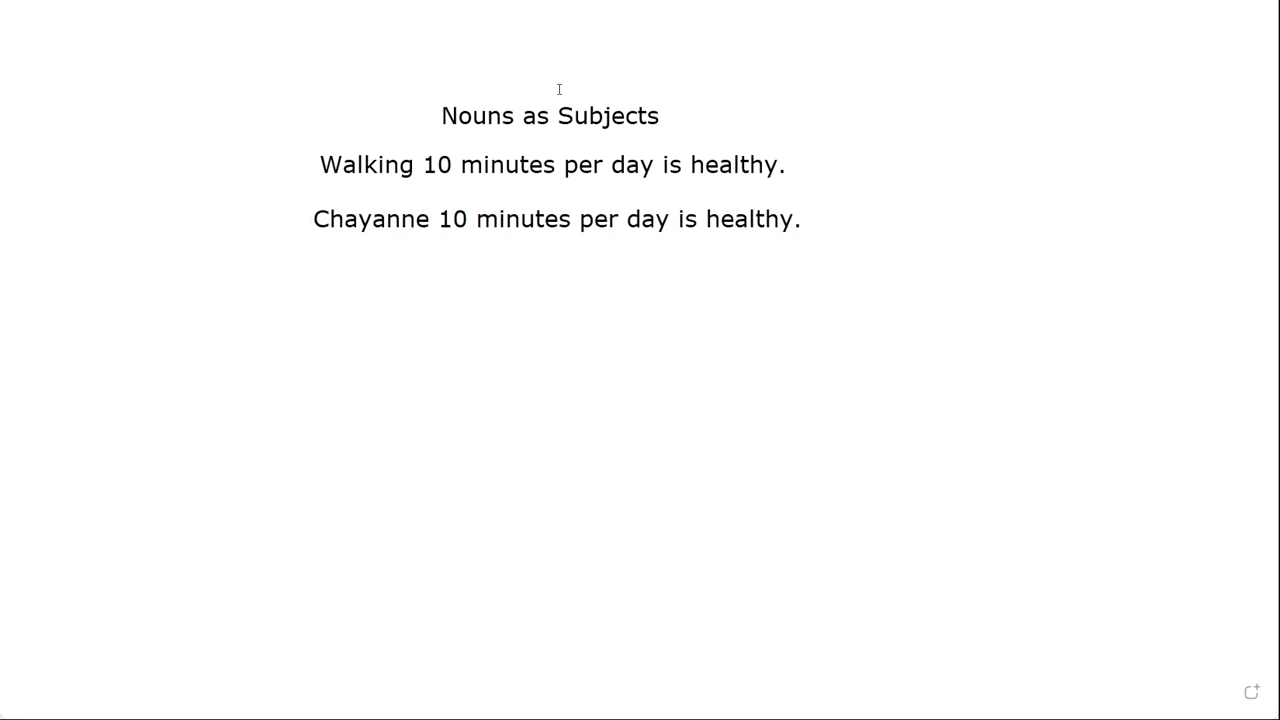 Nouns as Subjects
Walking 10 minutes per day is healthy.
Chayanne 10 minutes per day is healthy.